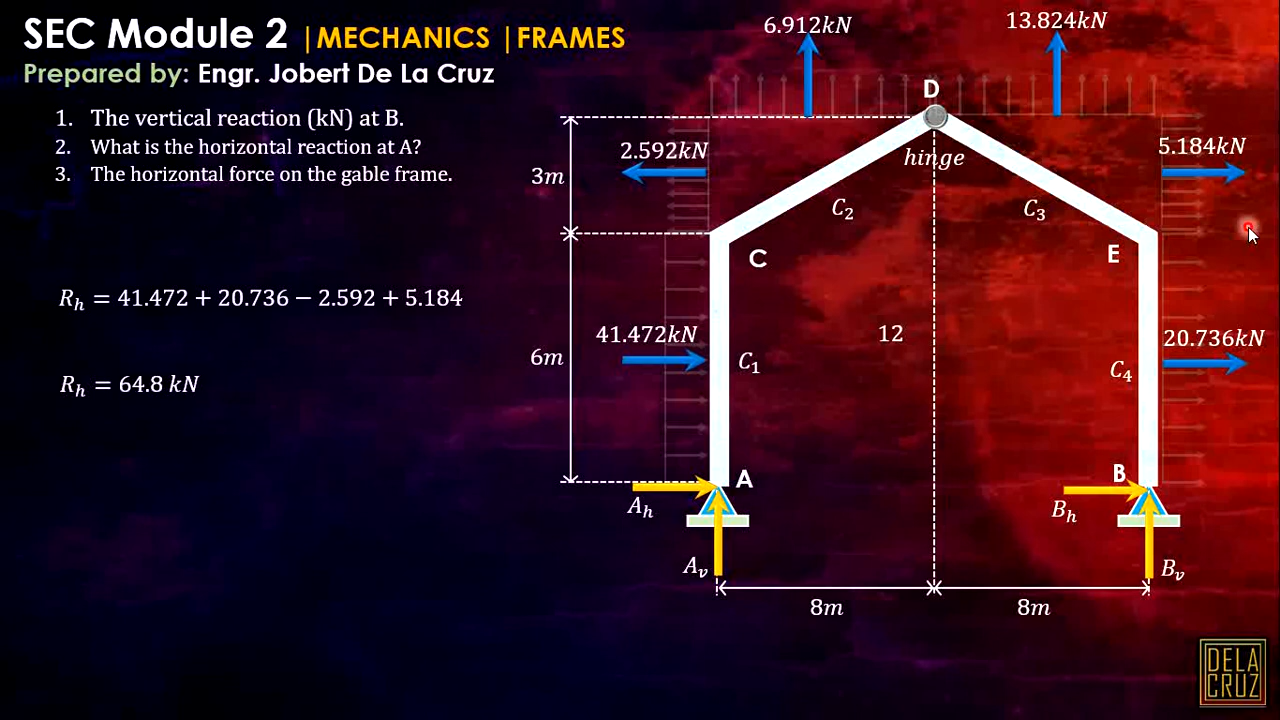 SEC Module 2 |MECHANICS |FRAMES
Prepared by: Engr. Jobert De La Cruz
1. The vertical reaction (kN) at B.
2. What is the horizontal reaction at A?
3. The horizontal force on the gable frame.
R_h = 41.472 + 20.736 − 2.592 + 5.184
R_h = 64.8 kN
6.912kN
13.824kN
D
2.592kN
5.184kN
hinge
3m
C_2
C_3
C
E
41.472kN
12
20.736kN
6m
C_1
C_4
A
B
A_h
B_h
A_v
B_v
8m
8m
DELA
CRUZ